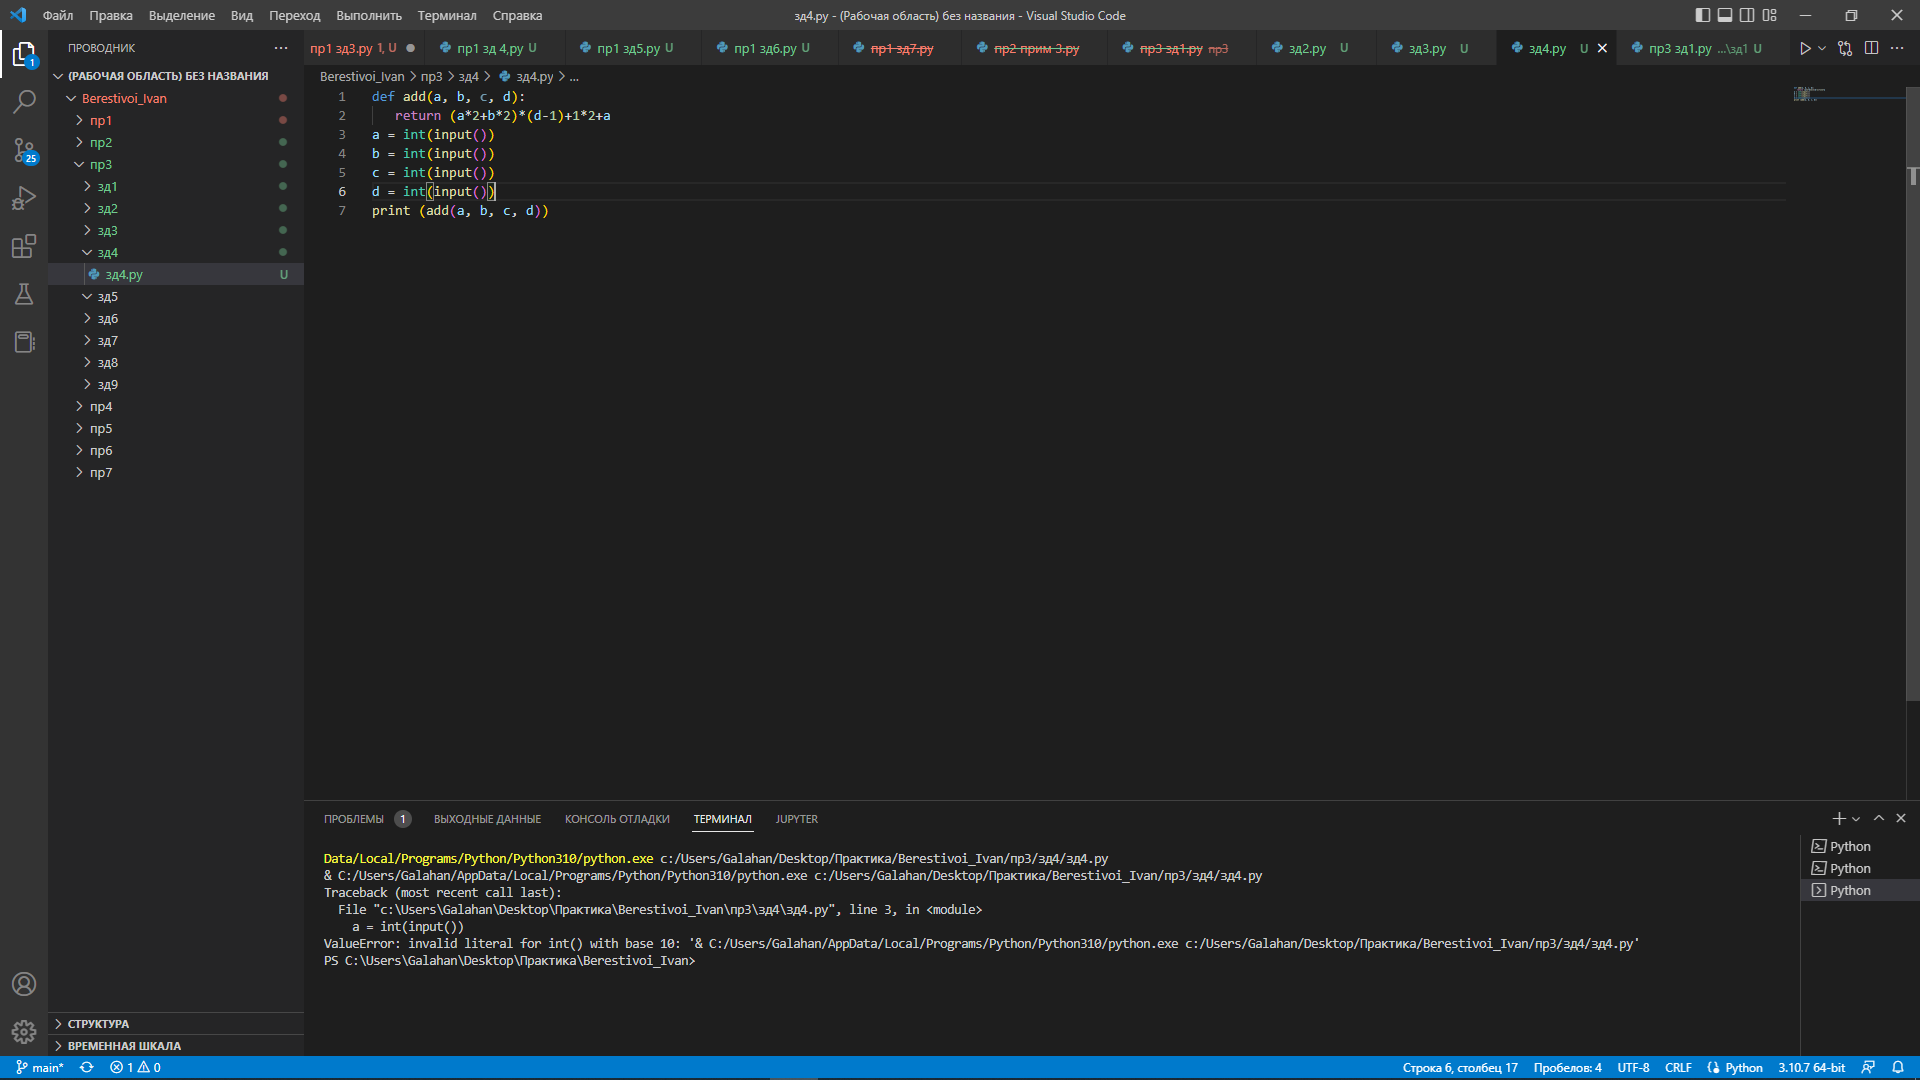 Файл Правка Выделение Вид Переход Выполнить Терминал Справка
зд4.py - (Рабочая область) без названия - Visual Studio Code
ПРОВОДНИК
пр1 зд3.py 1, U
пр1 зд 4,py U
пр1 зд5.py U
пр1 зд6.py U
пр1 зд7.py
пр2 прим 3.py
пр3 зд1.py пр3
зд2.py U
зд3.py U
зд4.py U
пр3 зд1.py ...\зд1 U
(РАБОЧАЯ ОБЛАСТЬ) БЕЗ НАЗВАНИЯ
Berestivoi_Ivan
пр1
пр2
пр3
зд1
зд2
зд3
зд4
зд4.py U
зд5
зд6
зд7
зд8
зд9
пр4
пр5
пр6
пр7
СТРУКТУРА
ВРЕМЕННАЯ ШКАЛА
1
25
Berestivoi_Ivan > пр3 > зд4 > зд4.py > ...
1 def add(a, b, c, d):
2 return (a*2+b*2)*(d-1)+1*2+a
3 a = int(input())
4 b = int(input())
5 c = int(input())
6 d = int(input())
7 print (add(a, b, c, d))
ПРОБЛЕМЫ 1 ВЫХОДНЫЕ ДАННЫЕ КОНСОЛЬ ОТЛАДКИ ТЕРМИНАЛ JUPYTER
Data/Local/Programs/Python/Python310/python.exe c:/Users/Galahan/Desktop/Практика/Berestivoi_Ivan/пр3/зд4/зд4.py
& C:/Users/Galahan/AppData/Local/Programs/Python/Python310/python.exe c:/Users/Galahan/Desktop/Практика/Berestivoi_Ivan/пр3/зд4/зд4.py
Traceback (most recent call last):
File "c:\Users\Galahan\Desktop\Практика\Berestivoi_Ivan\пр3\зд4\зд4.py", line 3, in <module>
a = int(input())
ValueError: invalid literal for int() with base 10: '& C:/Users/Galahan/AppData/Local/Programs/Python/Python310/python.exe c:/Users/Galahan/Desktop/Практика/Berestivoi_Ivan/пр3/зд4/зд4.py'
PS C:\Users\Galahan\Desktop\Практика\Berestivoi_Ivan>
Python
Python
Python
main* 1 0
Строка 6, столбец 17 Пробелов: 4 UTF-8 CRLF Python 3.10.7 64-bit